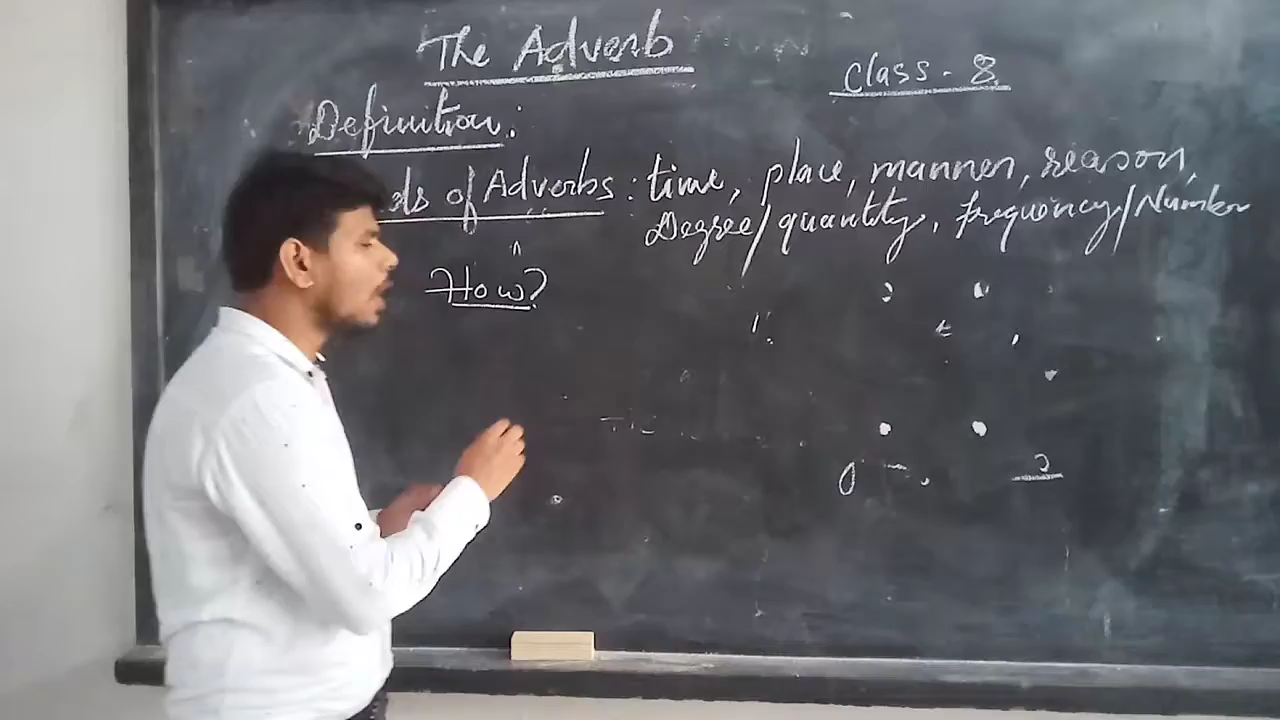 The Adverb
Class - 8
Definition:
ds of Adverbs: time, place, manner, reason,
Degree/quantity, frequency/Number
How?